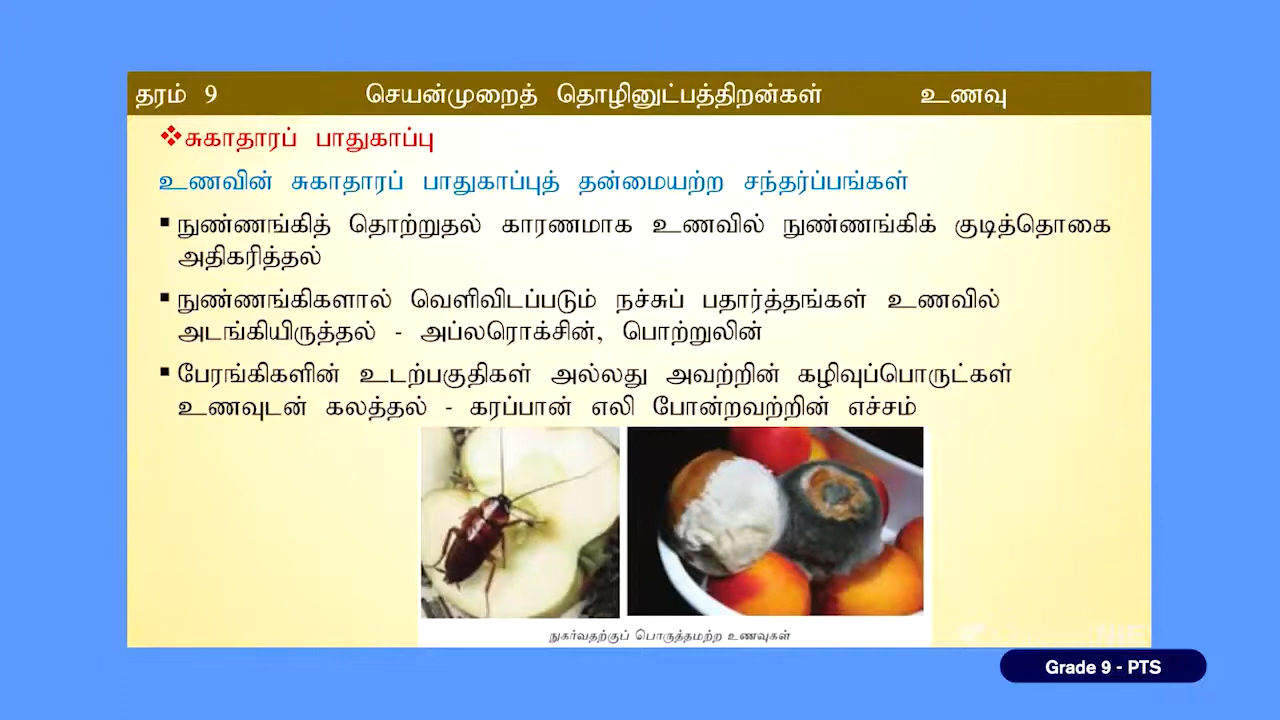 தரம் 9 செயன்முறைத் தொழினுட்பத்திறன்கள் உணவு
❖சுகாதாரப் பாதுகாப்பு
உணவின் சுகாதாரப் பாதுகாப்புத் தன்மையற்ற சந்தர்ப்பங்கள்
▪ நுண்ணங்கித் தொற்றுதல் காரணமாக உணவில் நுண்ணங்கிக் குடித்தொகை
அதிகரித்தல்
▪ நுண்ணங்கிகளால் வெளிவிடப்படும் நச்சுப் பதார்த்தங்கள் உணவில்
அடங்கியிருத்தல் - அப்லரொக்சின், பொற்றுலின்
▪ பேரங்கிகளின் உடற்பகுதிகள் அல்லது அவற்றின் கழிவுப்பொருட்கள்
உணவுடன் கலத்தல் - கரப்பான் எலி போன்றவற்றின் எச்சம்
நுகர்வதற்குப் பொருத்தமற்ற உணவுகள்
NIE
Grade 9 - PTS